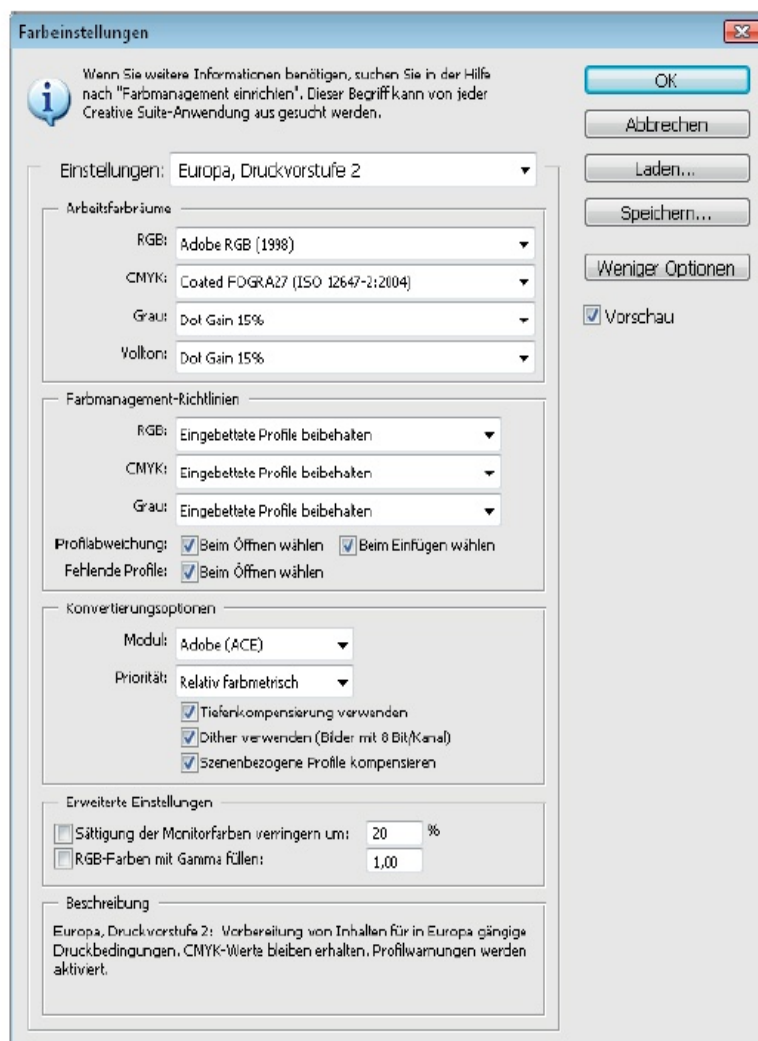 Farbeinstellungen
Wenn Sie weitere Informationen benötigen, suchen Sie in der Hilfe
nach "Farbmanagement einrichten". Dieser Begriff kann von jeder
Creative Suite-Anwendung aus gesucht werden.
OK
Abbrechen
Laden...
Speichern...
Weniger Optionen
Vorschau
Einstellungen: Europa, Druckvorstufe 2
Arbeitsfarbräume
RGB: Adobe RGB (1998)
CMYK: Coated FOGRA27 (ISO 12647-2:2004)
Grau: Dot Gain 15%
Vollton: Dot Gain 15%
Farbmanagement-Richtlinien
RGB: Eingebettete Profile beibehalten
CMYK: Eingebettete Profile beibehalten
Grau: Eingebettete Profile beibehalten
Profilabweichung: Beim Öffnen wählen Beim Einfügen wählen
Fehlende Profile: Beim Öffnen wählen
Konvertierungsoptionen
Modul: Adobe (ACE)
Priorität: Relativ farbmetrisch
Tiefenkompensierung verwenden
Dither verwenden (Bilder mit 8 Bit/Kanal)
Szenenbezogene Profile kompensieren
Erweiterte Einstellungen
Sättigung der Monitorfarben verringern um: 20 %
RGB-Farben mit Gamma füllen: 1,00
Beschreibung
Europa, Druckvorstufe 2: Vorbereitung von Inhalten für in Europa gängige
Druckbedingungen. CMYK-Werte bleiben erhalten. Profilwarnungen werden
aktiviert.